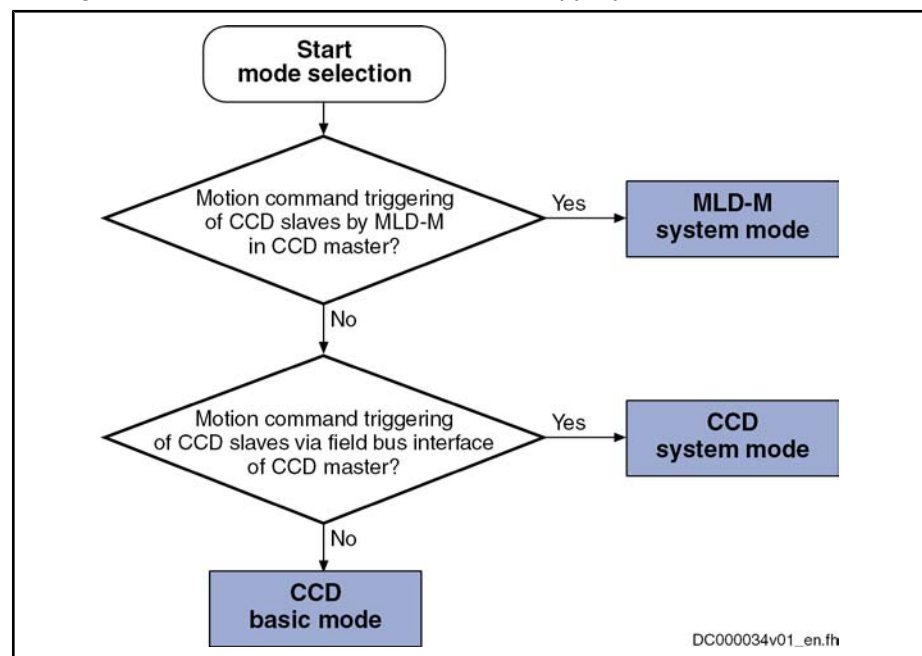 Start
mode selection
Motion command triggering
of CCD slaves by MLD-M
in CCD master?
Yes
MLD-M
system mode
No
Motion command triggering
of CCD slaves via field bus interface
of CCD master?
Yes
CCD
system mode
No
CCD
basic mode
DC000034v01_en.fh